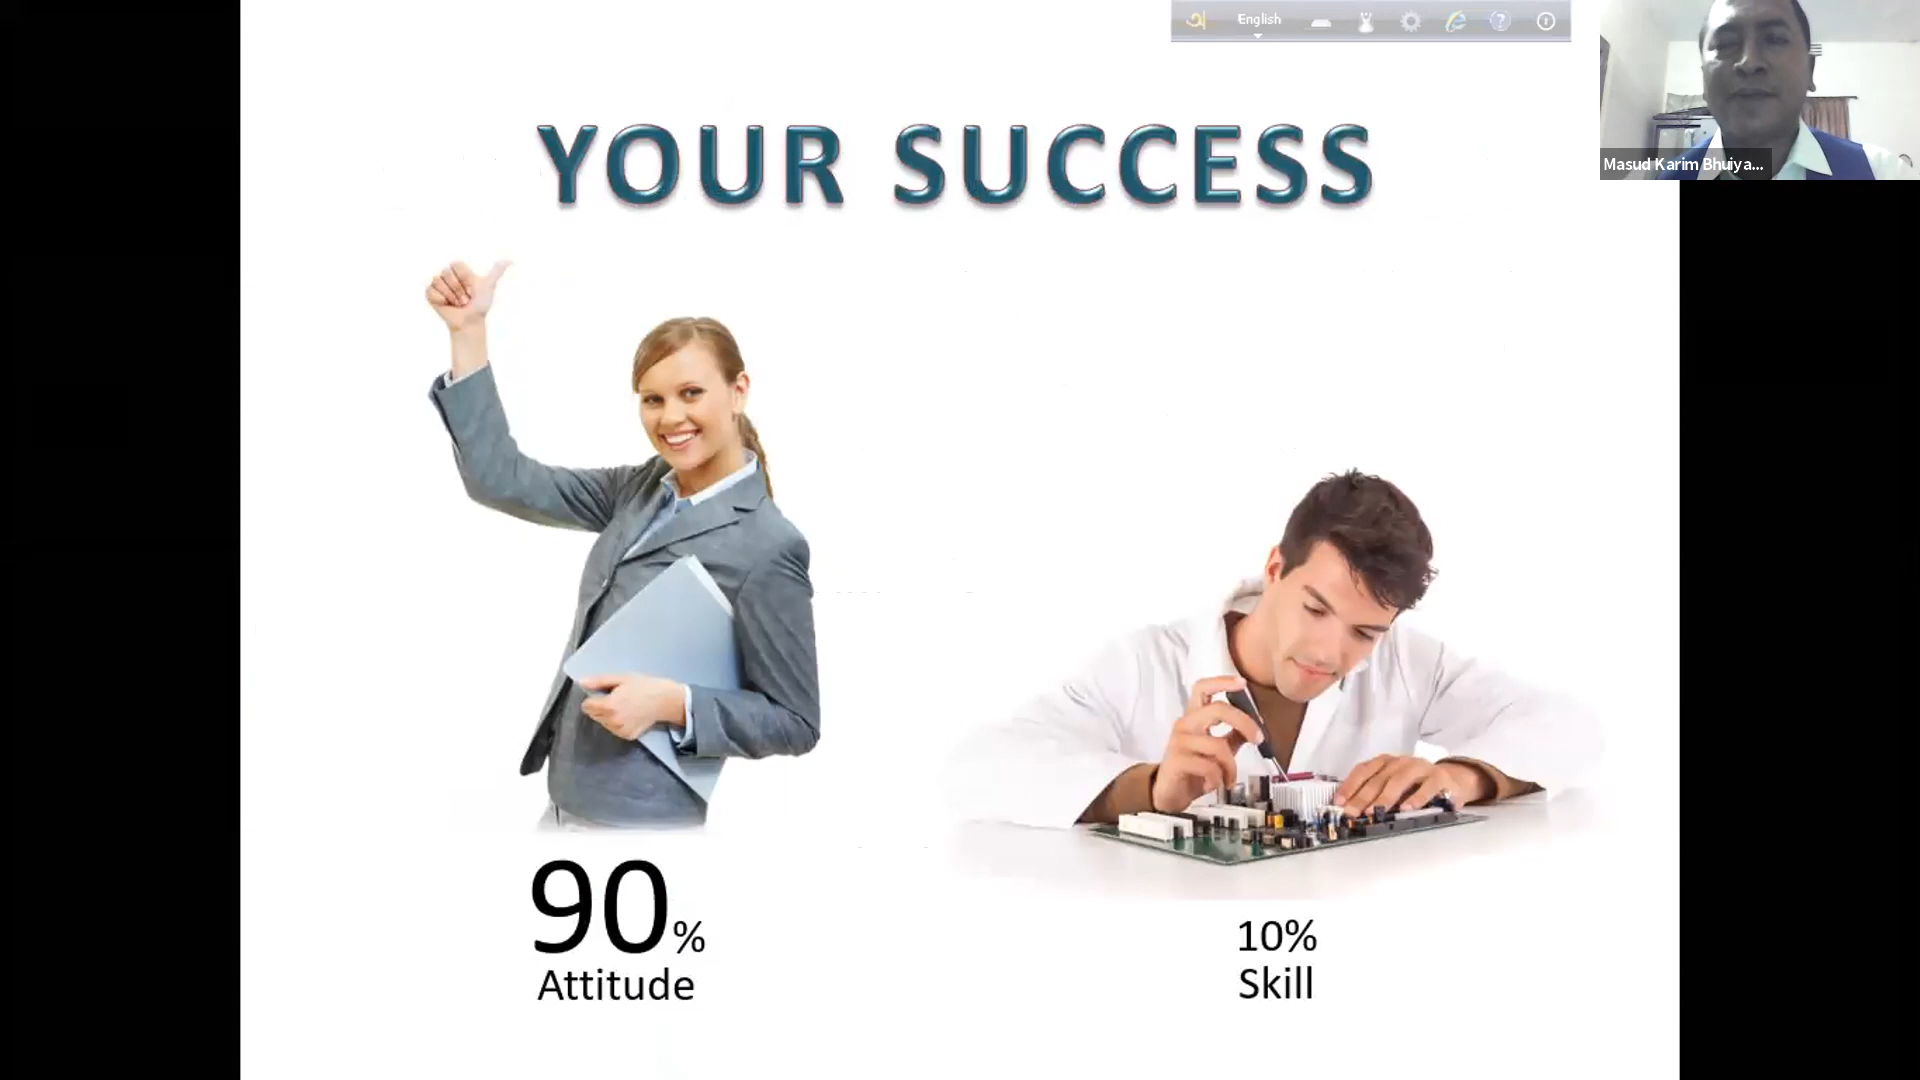 অ English
Masud Karim Bhuiya...
YOUR SUCCESS
90%
Attitude
10%
Skill